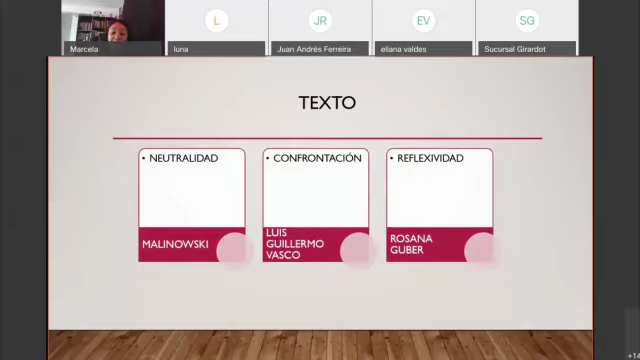 L
JR
EV
SG
Marcela
luna
Juan Andrés Ferreira
eliana valdes
Sucursal Girardot
TEXTO
• NEUTRALIDAD
• CONFRONTACIÓN
• REFLEXIVIDAD
MALINOWSKI
LUIS
GUILLERMO
VASCO
ROSANA
GUBER
+14